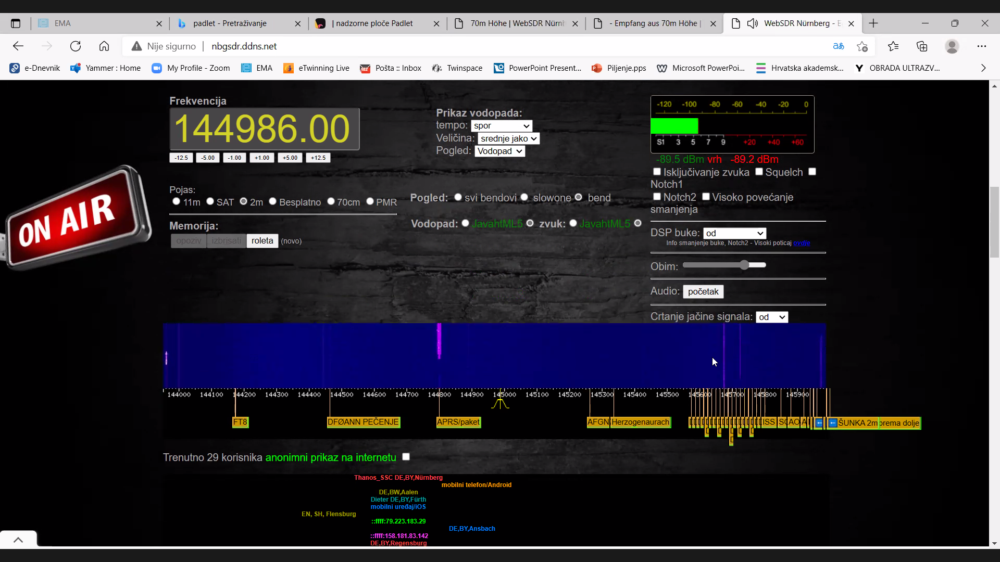 EMA
padlet - Pretraživanje
| nadzorne ploče Padlet
70m Höhe | WebSDR Nürnb
- Empfang aus 70m Höhe |
WebSDR Nürnberg - E
Nije sigurno
nbgsdr.ddns.net
e-Dnevnik
Yammer : Home
My Profile - Zoom
EMA
eTwinning Live
Pošta :: Inbox
Twinspace
PowerPoint Present...
Piljenje.pps
Microsoft PowerPoi...
Hrvatska akademsk...
OBRADA ULTRAZV...
Frekvencija
144986.00
-12.5 -5.00 -1.00 +1.00 +5.00 +12.5
Prikaz vodopada:
tempo: spor
Veličina: srednje jako
Pogled: Vodopad
-120 -100 -80 -60 -40 -20 0
S1 3 5 7 9 +20 +40 +60
-89.5 dBm vrh -89.2 dBm
Isključivanje zvuka Squelch
Notch1
Notch2 Visoko povećanje
smanjenja
ON AIR
Pojas:
11m SAT 2m Besplatno 70cm PMR
Pogled: svi bendovi slowone bend
Memorija:
opoziv izbrisati roleta (novo)
Vodopad: JavahtML5 zvuk: JavahtML5
DSP buke: od
Info smanjenje buke, Notch2 - Visoki poticaj ovdje
Obim:
Audio: početak
Crtanje jačine signala: od
144000 144100 144200 144300 144400 144500 144600 144700 144800 144900 145000 145100 145200 145300 145400 145500 145600 145700 145800 145900
FT8 DFØANN PEČENJE APRS/paket AFGN Herzogenaurach ISS SO AO A ŠUNKA 2m prema dolje
Trenutno 29 korisnika anonimni prikaz na internetu
Thanos_SSC DE,BY,Nürnberg
mobilni telefon/Android
DE,BW,Aalen
Dieter DE,BY,Fürth
mobilni uređaj/iOS
EN, SH, Flensburg
::ffff:79.223.183.29
DE,BY,Ansbach
::ffff:158.181.83.142
DE,BY,Regensburg